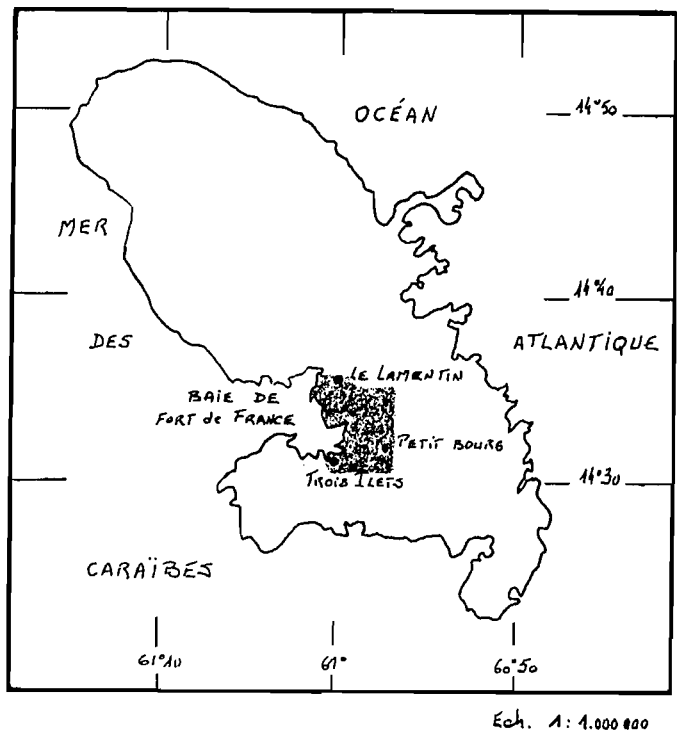 OCÉAN
14°50
MER
14°40
DES
ATLANTIQUE
LE LAMENTIN
BAIE DE
FORT de FRANCE
PETIT BOURG
14°30
TROIS ILETS
CARAÏBES
61°10
61°
60°50
Ech. 1:1.000 000